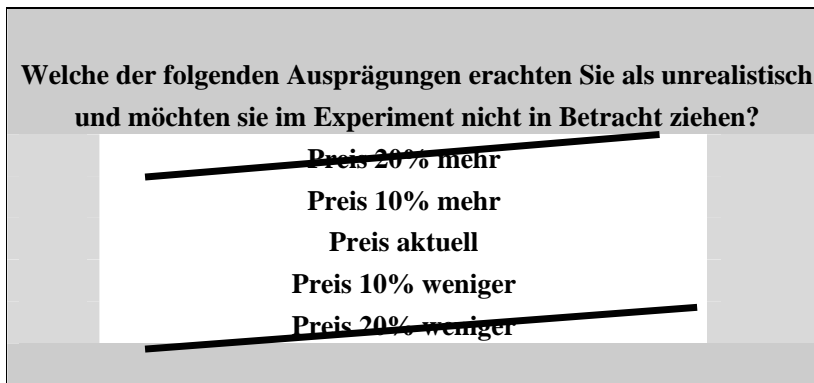 Welche der folgenden Ausprägungen erachten Sie als unrealistisch
und möchten sie im Experiment nicht in Betracht ziehen?
Preis 20% mehr
Preis 10% mehr
Preis aktuell
Preis 10% weniger
Preis 20% weniger